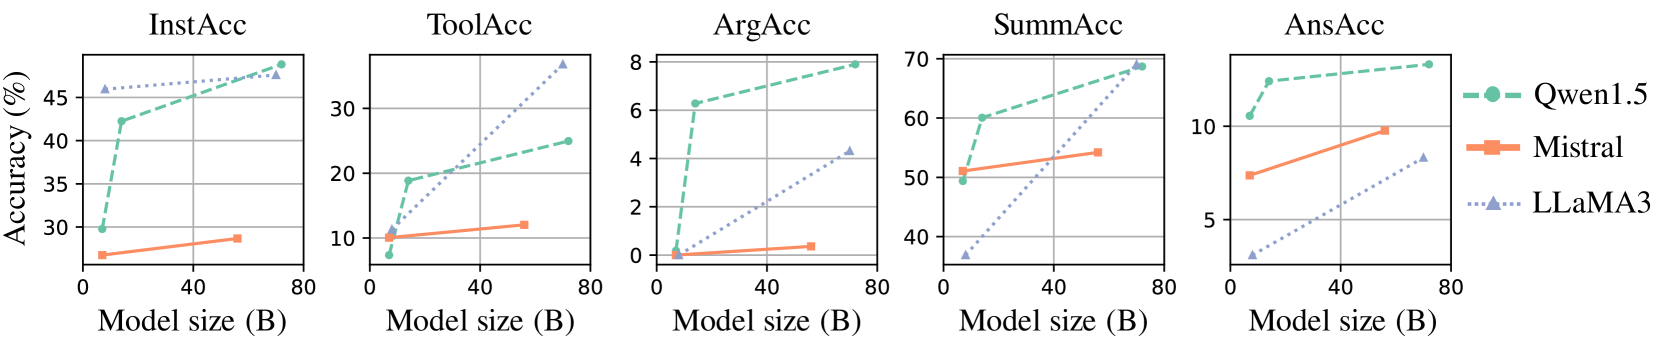 InstAcc
ToolAcc
ArgAcc
SummAcc
AnsAcc
Accuracy (%)
45
40
35
30
0 40 80
Model size (B)
30
20
10
0 40 80
Model size (B)
8
6
4
2
0
0 40 80
Model size (B)
70
60
50
40
0 40 80
Model size (B)
10
5
0 40 80
Model size (B)
Qwen1.5
Mistral
LLaMA3